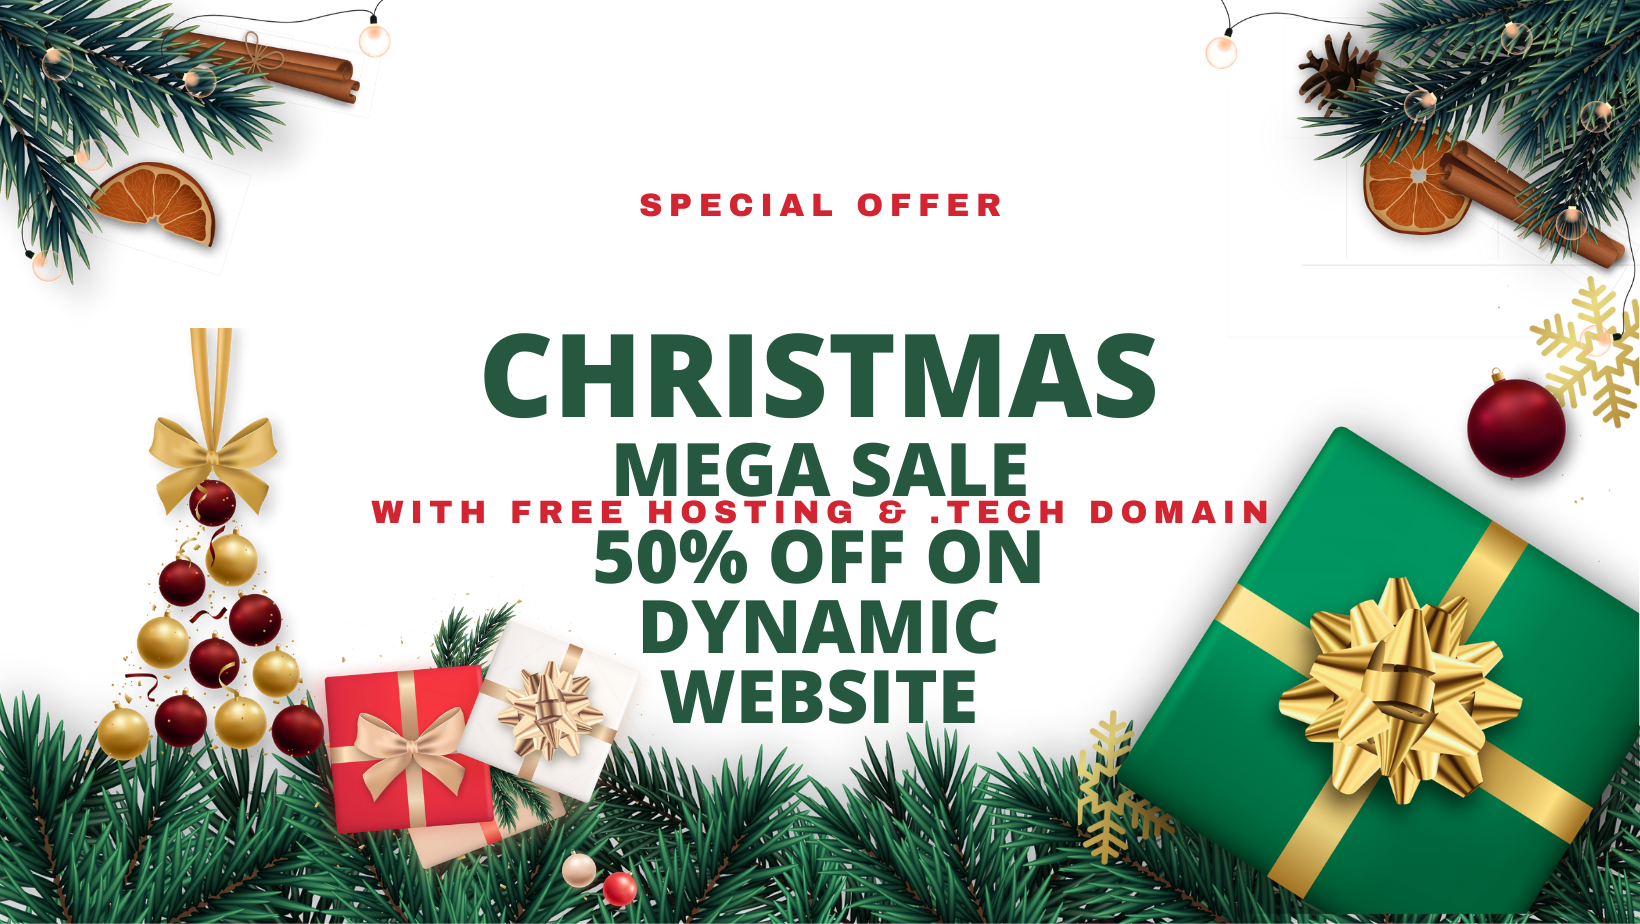 SPECIAL OFFER
CHRISTMAS
MEGA SALE
WITH FREE HOSTING & .TECH DOMAIN
50% OFF ON
DYNAMIC
WEBSITE